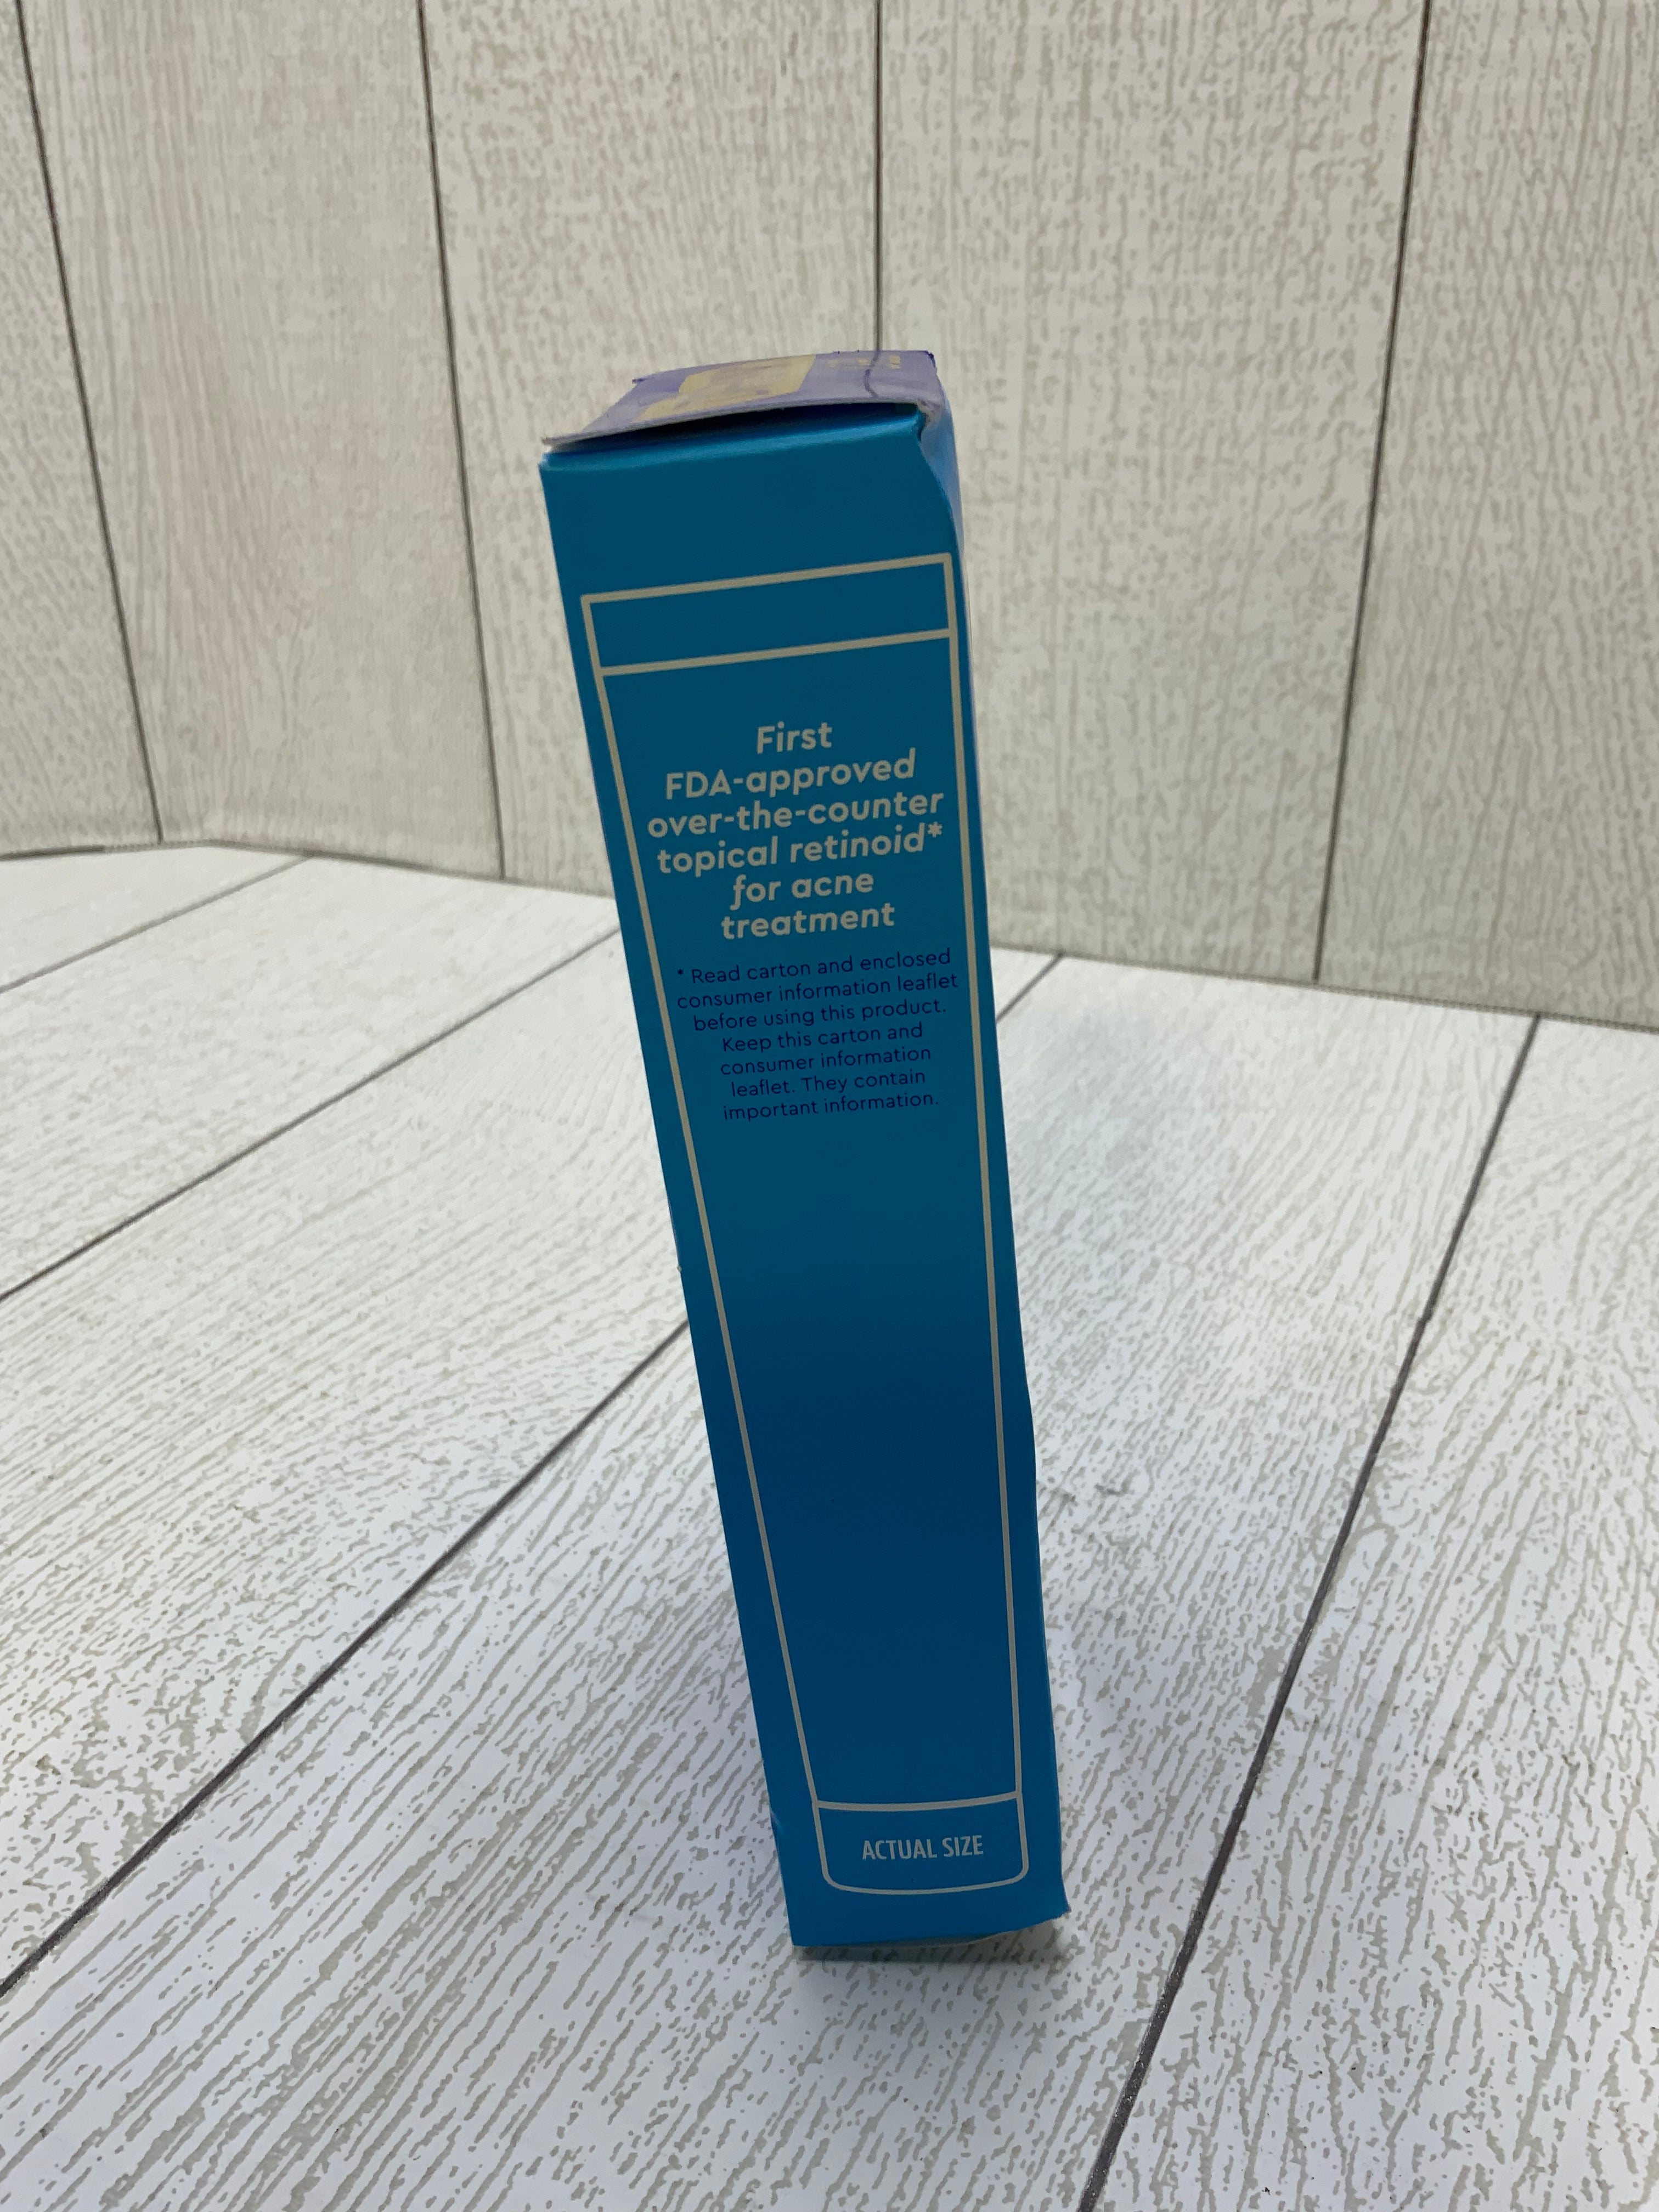 First
FDA-approved
over-the-counter
topical retinoid*
for acne
treatment
* Read carton and enclosed
consumer information leaflet
before using this product.
Keep this carton and
consumer information
leaflet. They contain
important information.
ACTUAL SIZE